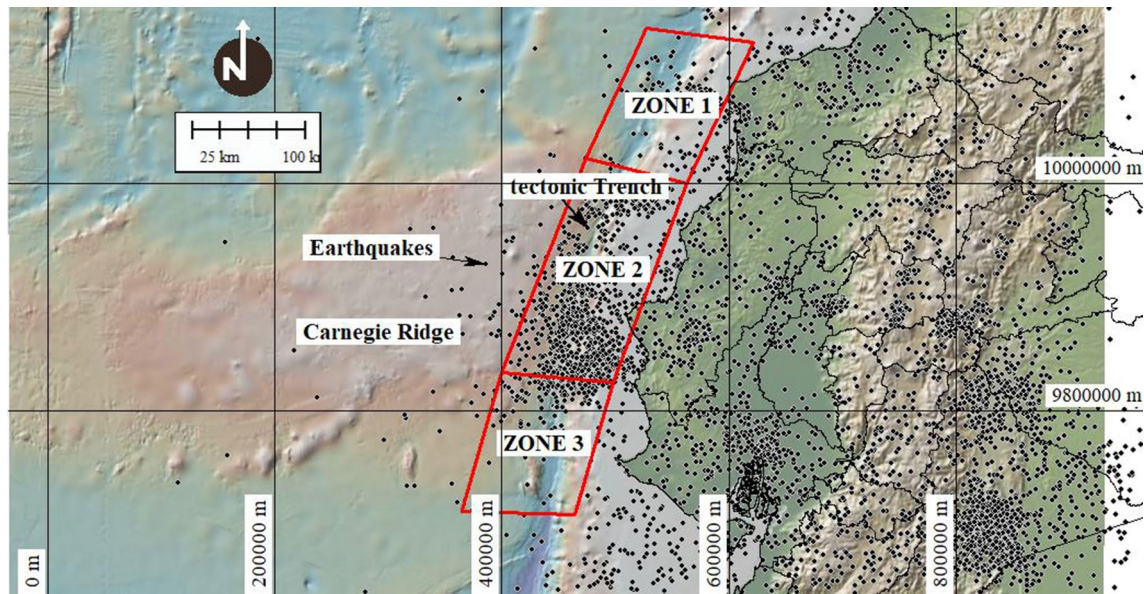 N
25 km 100 k
ZONE 1
10000000 m
tectonic Trench
Earthquakes
ZONE 2
Carnegie Ridge
9800000 m
ZONE 3
0 m
200000 m
400000 m
600000 m
800000 m